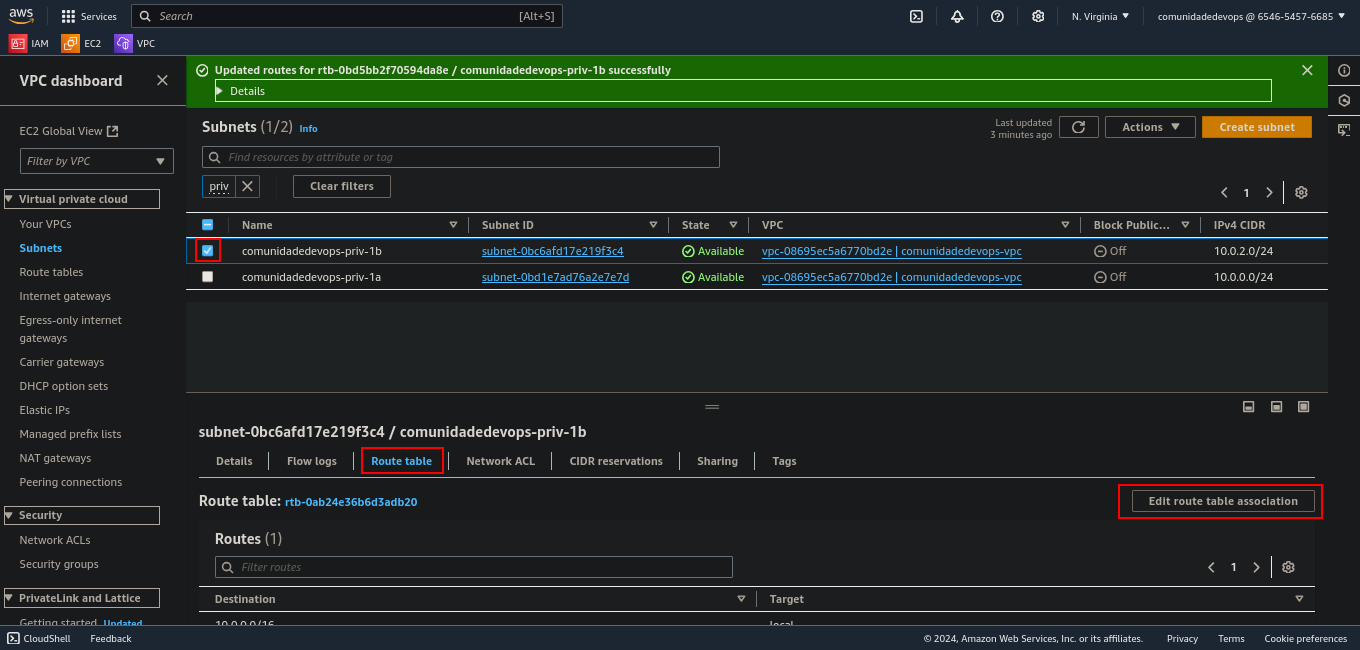 aws
Services
Search [Alt+S]
N. Virginia
comunidadedevops @ 6546-5457-6685
IAM EC2 VPC
VPC dashboard
EC2 Global View
Filter by VPC
Virtual private cloud
Your VPCs
Subnets
Route tables
Internet gateways
Egress-only internet
gateways
Carrier gateways
DHCP option sets
Elastic IPs
Managed prefix lists
NAT gateways
Peering connections
Security
Network ACLs
Security groups
PrivateLink and Lattice
Getting started Updated
Updated routes for rtb-0bd5bb2f70594da8e / comunidadedevops-priv-1b successfully
Details
Subnets (1/2) Info
Last updated
3 minutes ago
Actions
Create subnet
Find resources by attribute or tag
priv
Clear filters
1
Name Subnet ID State VPC Block Public... IPv4 CIDR
comunidadedevops-priv-1b subnet-0bc6afd17e219f3c4 Available vpc-08695ec5a6770bd2e | comunidadedevops-vpc Off 10.0.2.0/24
comunidadedevops-priv-1a subnet-0bd1e7ad76a2e7e7d Available vpc-08695ec5a6770bd2e | comunidadedevops-vpc Off 10.0.0.0/24
subnet-0bc6afd17e219f3c4 / comunidadedevops-priv-1b
Details Flow logs Route table Network ACL CIDR reservations Sharing Tags
Route table: rtb-0ab24e36b6d3adb20
Edit route table association
Routes (1)
Filter routes
1
Destination Target
10.0.0.0/16 local
CloudShell Feedback
© 2024, Amazon Web Services, Inc. or its affiliates. Privacy Terms Cookie preferences